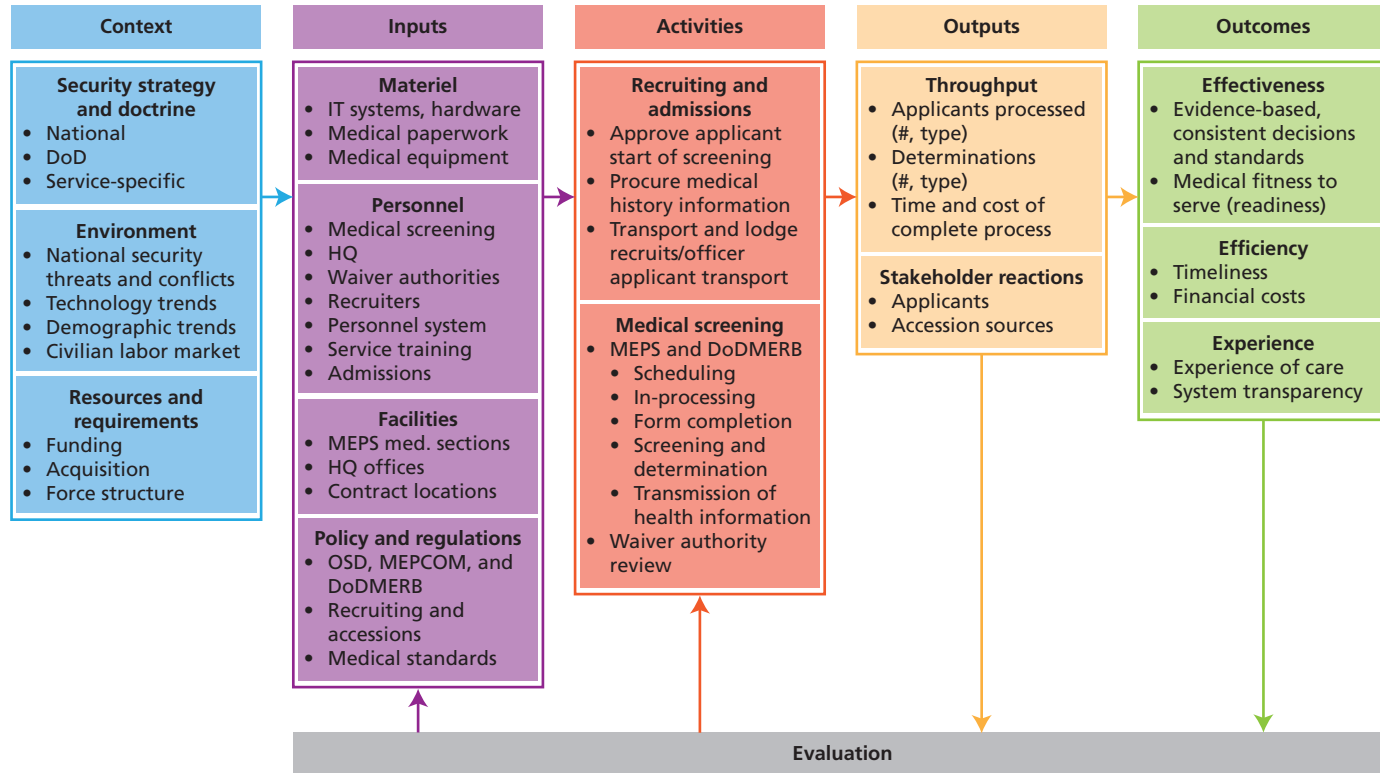 Context
Security strategy
and doctrine
• National
• DoD
• Service-specific
Environment
• National security
threats and conflicts
• Technology trends
• Demographic trends
• Civilian labor market
Resources and
requirements
• Funding
• Acquisition
• Force structure
Inputs
Materiel
• IT systems, hardware
• Medical paperwork
• Medical equipment
Personnel
• Medical screening
• HQ
• Waiver authorities
• Recruiters
• Personnel system
• Service training
• Admissions
Facilities
• MEPS med. sections
• HQ offices
• Contract locations
Policy and regulations
• OSD, MEPCOM, and
DoDMERB
• Recruiting and
accessions
• Medical standards
Activities
Recruiting and
admissions
• Approve applicant
start of screening
• Procure medical
history information
• Transport and lodge
recruits/officer
applicant transport
Medical screening
• MEPS and DoDMERB
• Scheduling
• In-processing
• Form completion
• Screening and
determination
• Transmission of
health information
• Waiver authority
review
Outputs
Throughput
• Applicants processed
(#, type)
• Determinations
(#, type)
• Time and cost of
complete process
Stakeholder reactions
• Applicants
• Accession sources
Outcomes
Effectiveness
• Evidence-based,
consistent decisions
and standards
• Medical fitness to
serve (readiness)
Efficiency
• Timeliness
• Financial costs
Experience
• Experience of care
• System transparency
Evaluation